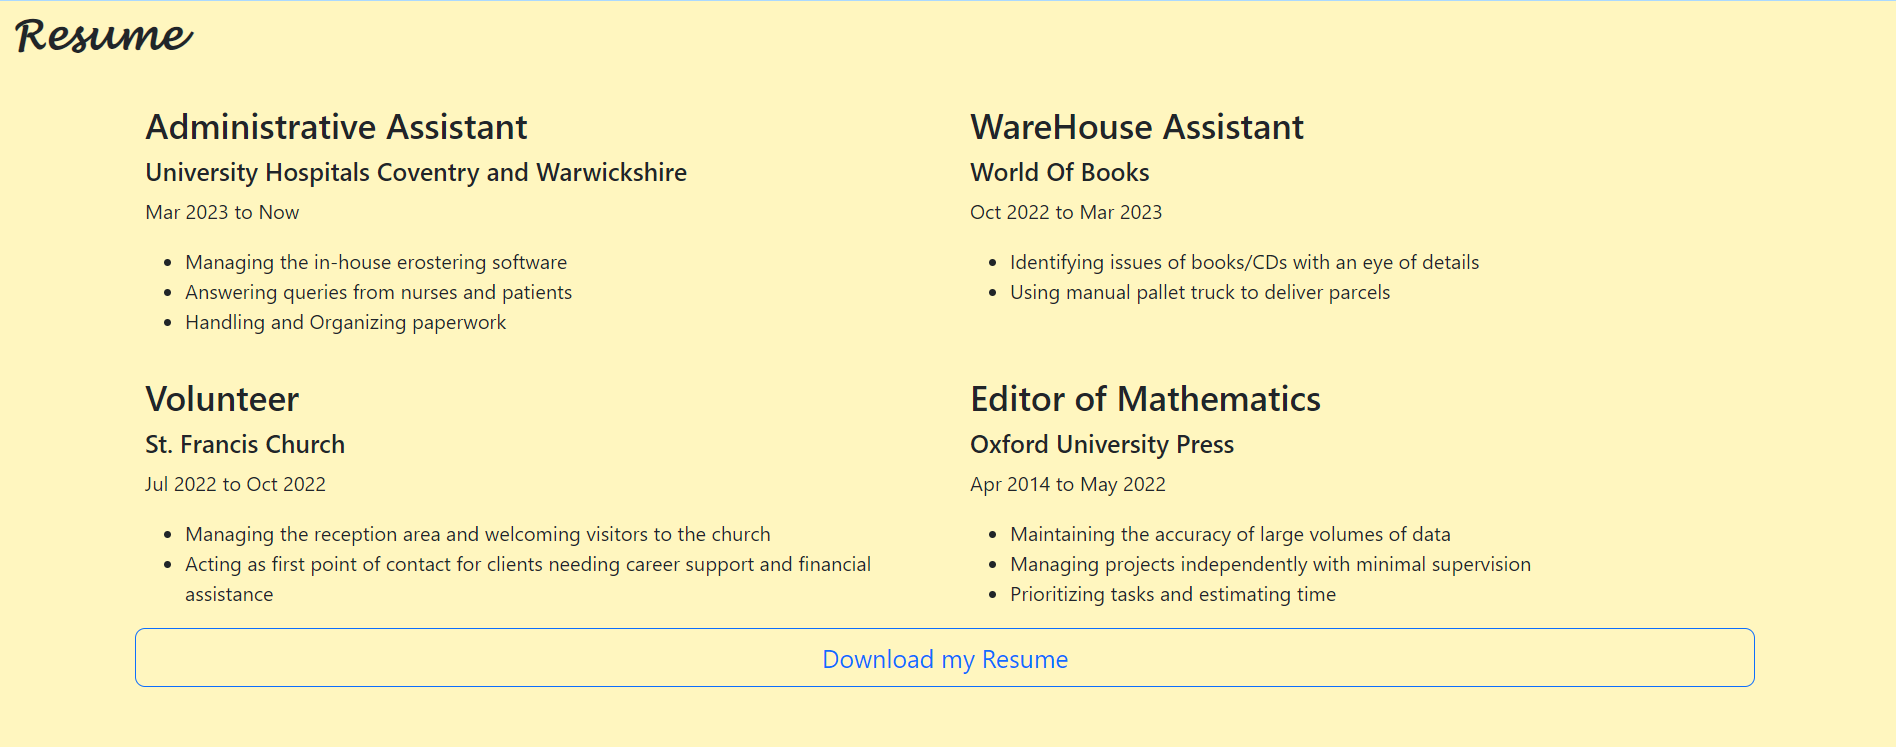 Resume
Administrative Assistant
University Hospitals Coventry and Warwickshire
Mar 2023 to Now
• Managing the in-house erostering software
• Answering queries from nurses and patients
• Handling and Organizing paperwork
WareHouse Assistant
World Of Books
Oct 2022 to Mar 2023
• Identifying issues of books/CDs with an eye of details
• Using manual pallet truck to deliver parcels
Volunteer
St. Francis Church
Jul 2022 to Oct 2022
• Managing the reception area and welcoming visitors to the church
• Acting as first point of contact for clients needing career support and financial
assistance
Editor of Mathematics
Oxford University Press
Apr 2014 to May 2022
• Maintaining the accuracy of large volumes of data
• Managing projects independently with minimal supervision
• Prioritizing tasks and estimating time
Download my Resume